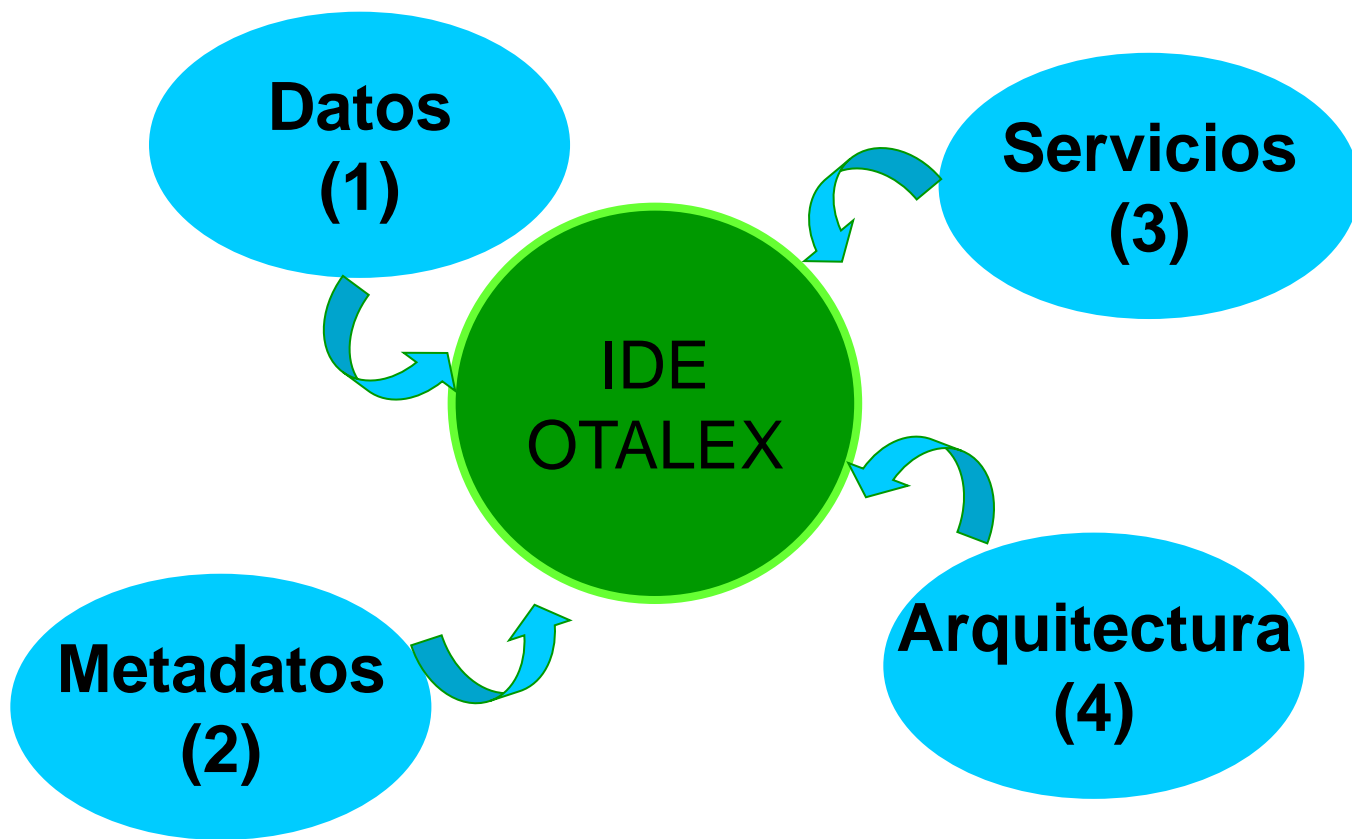 Datos
(1)
Servicios
(3)
IDE
OTALEX
Metadatos
(2)
Arquitectura
(4)